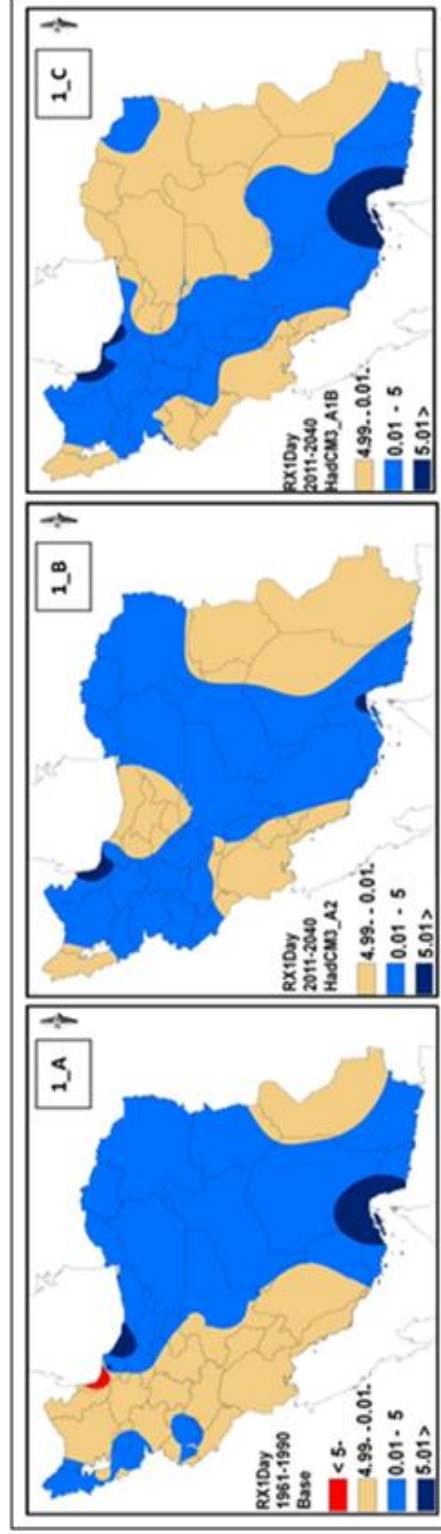 1_A
RX1Day
1961-1990
Base
< 5-
4.99- -0.01-
0.01 - 5
5.01>
1_B
RX1Day
2011-2040
HadCM3_A2
4.99- - 0.01-
0.01 - 5
5.01>
1_C
RX1Day
2011-2040
HadCM3_A1B
4.99- - 0.01-
0.01 - 5
5.01>